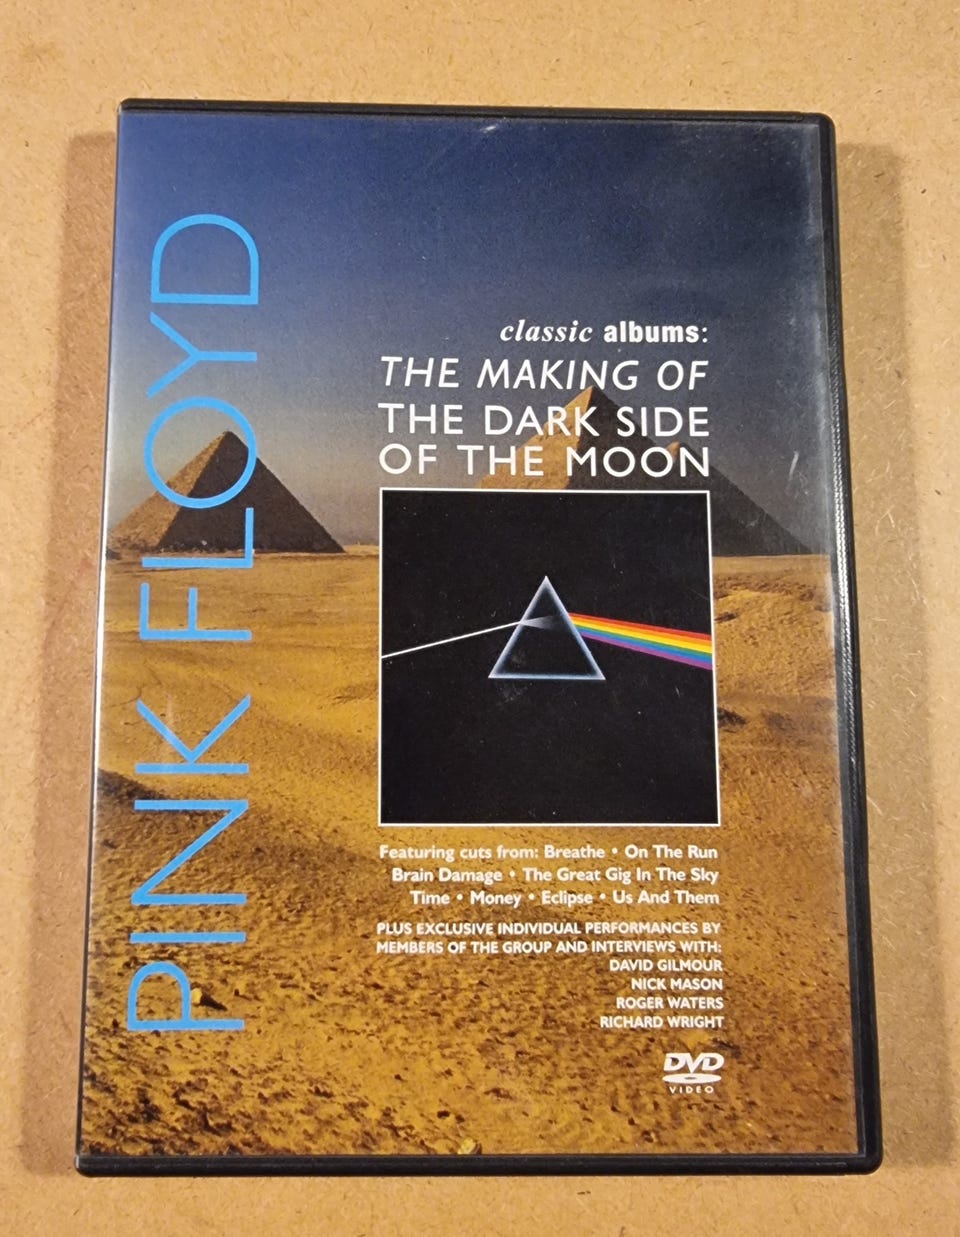 PINK FLOYD
classic albums:
THE MAKING OF
THE DARK SIDE
OF THE MOON
Featuring cuts from: Breathe • On The Run
Brain Damage • The Great Gig In The Sky
Time • Money • Eclipse • Us And Them
PLUS EXCLUSIVE INDIVIDUAL PERFORMANCES BY
MEMBERS OF THE GROUP AND INTERVIEWS WITH:
DAVID GILMOUR
NICK MASON
ROGER WATERS
RICHARD WRIGHT
DVD
VIDEO